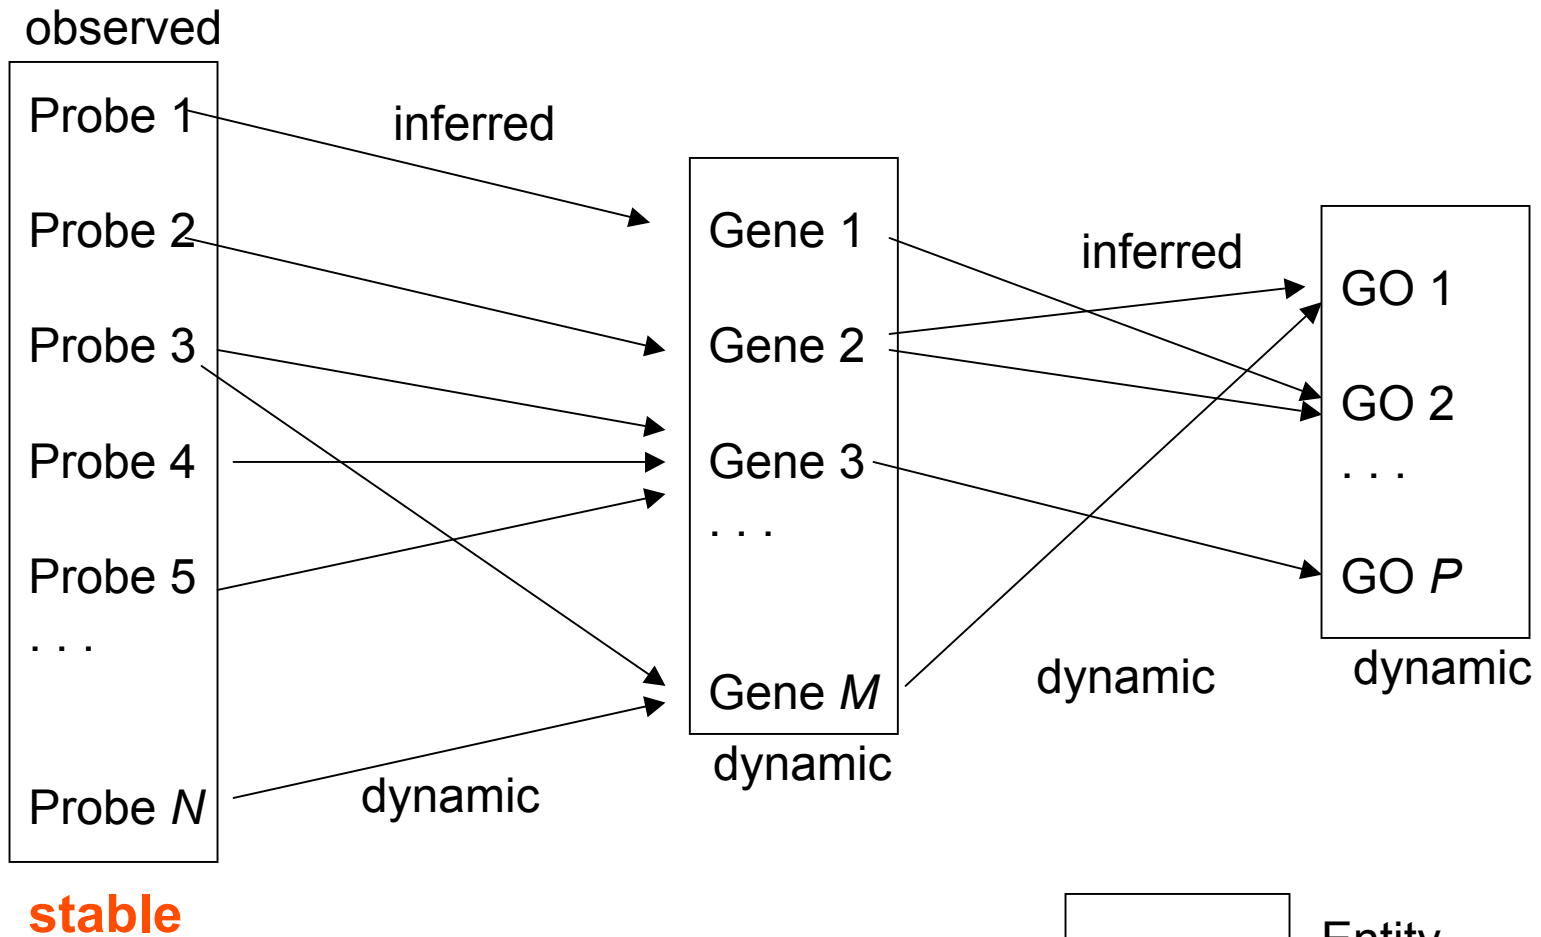 observed
Probe 1
Probe 2
Probe 3
Probe 4
Probe 5
. . .
Probe N
stable
inferred
dynamic
Gene 1
Gene 2
Gene 3
. . .
Gene M
dynamic
inferred
dynamic
GO 1
GO 2
. . .
GO P
dynamic
Entity